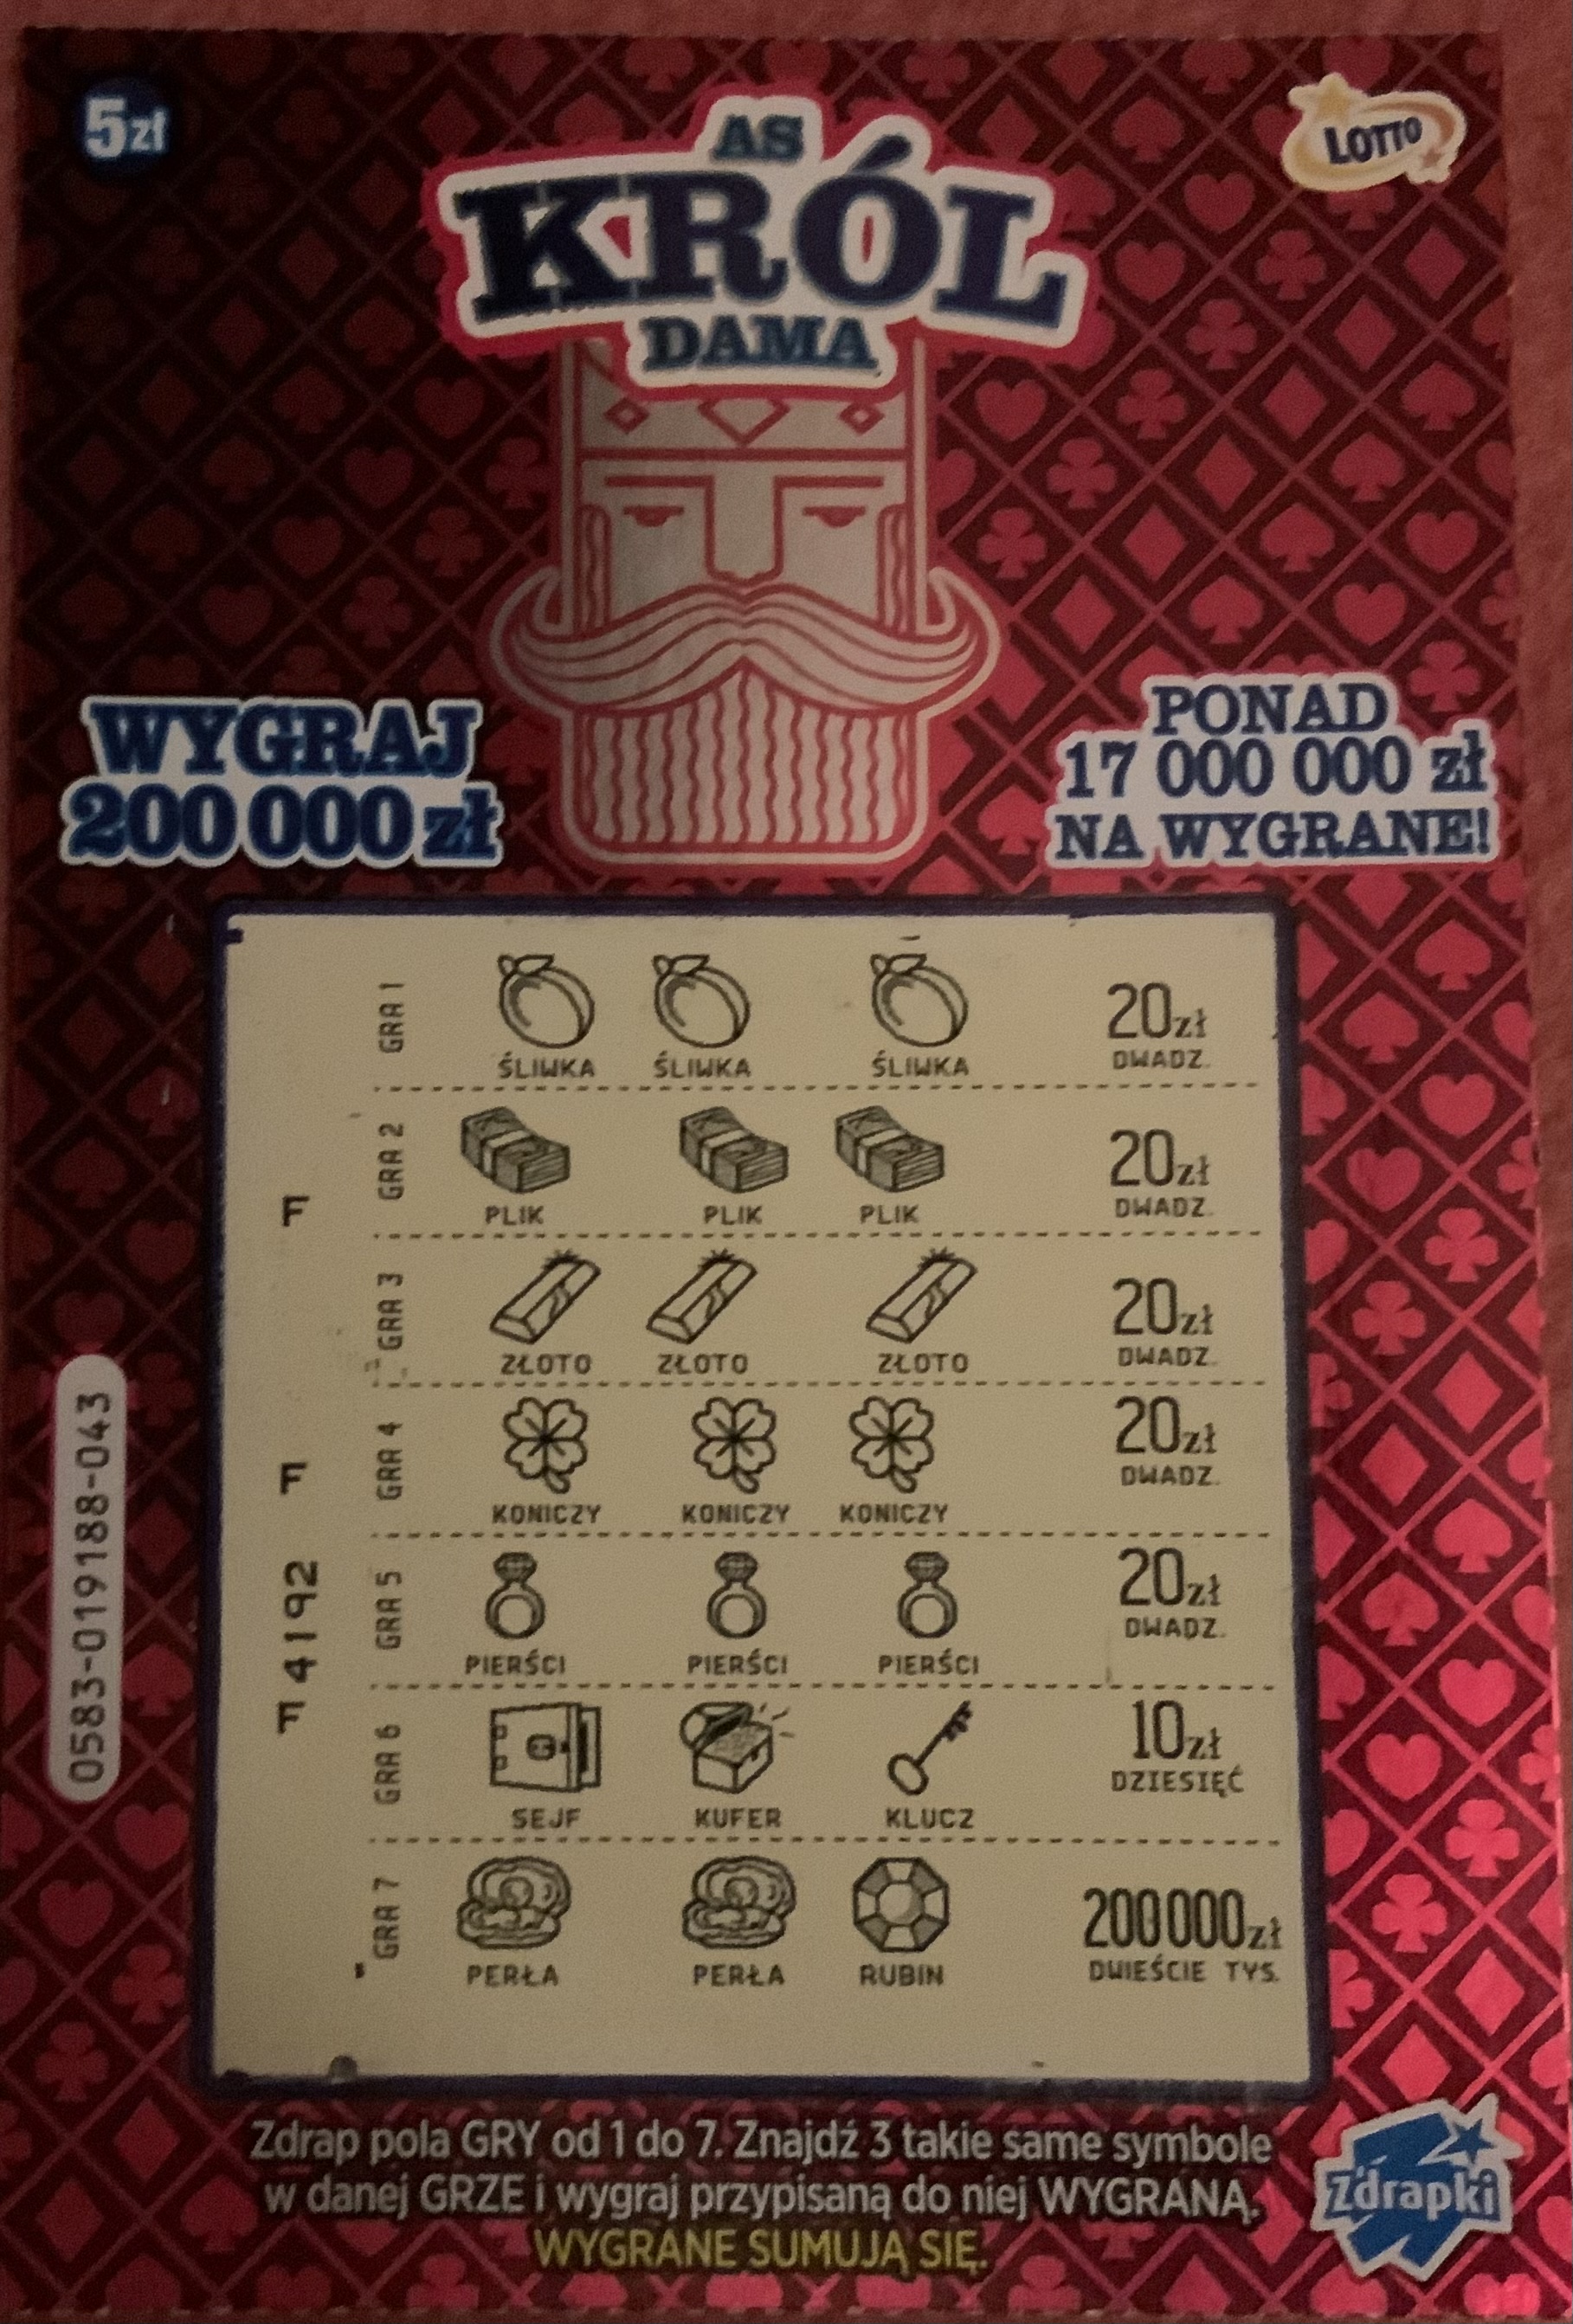 5zł
AS
KRÓL
DAMA
LOTTO
WYGRAJ
200 000 zł
PONAD
17 000 000 zł
NA WYGRANE!
GRA 1
ŚLIWKA ŚLIWKA ŚLIWKA
20zł
DWADZ.
GRA 2
PLIK PLIK PLIK
20zł
DWADZ.
GRA 3
ZŁOTO ZŁOTO ZŁOTO
20zł
DWADZ.
GRA 4
KONICZY KONICZY KONICZY
20zł
DWADZ.
GRA 5
PIERŚCI PIERŚCI PIERŚCI
20zł
DWADZ.
GRA 6
SEJF KUFER KLUCZ
10zł
DZIESIĘĆ
GRA 7
PERŁA PERŁA RUBIN
200000zł
DWIEŚCIE TYS.
F 4192 F F
0583-019188-043
Zdrap pola GRY od 1 do 7. Znajdź 3 takie same symbole
w danej GRZE i wygraj przypisaną do niej WYGRANĄ.
WYGRANE SUMUJĄ SIĘ.
Zdrapki